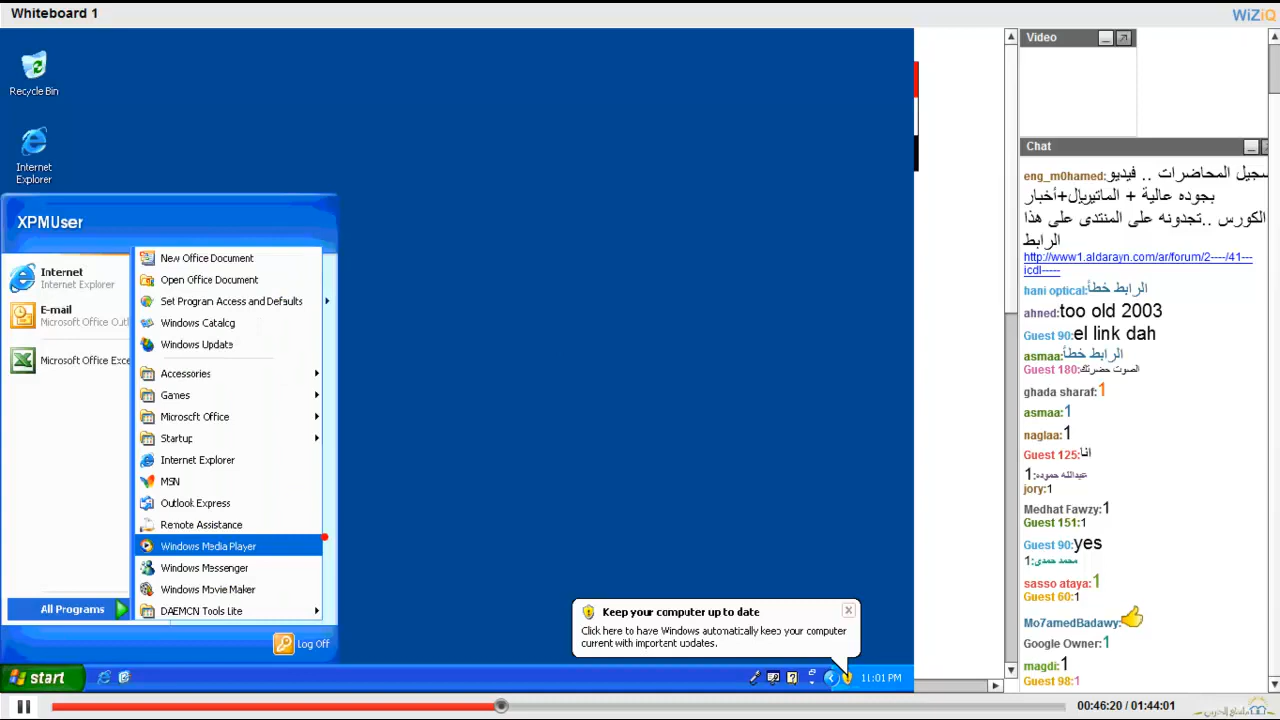 Whiteboard 1
WiZiQ
Recycle Bin
Internet
Explorer
XPMUser
Internet
Internet Explorer
E-mail
Microsoft Office Outl
Microsoft Office Exce
All Programs
New Office Document
Open Office Document
Set Program Access and Defaults
Windows Catalog
Windows Update
Accessories
Games
Microsoft Office
Startup
Internet Explorer
MSN
Outlook Express
Remote Assistance
Windows Media Player
Windows Messenger
Windows Movie Maker
DAEMON Tools Lite
Log Off
Keep your computer up to date
Click here to have Windows automatically keep your computer
current with important updates.
start
11:01 PM
Video
Chat
eng_m0hamed:سجيل المحاضرات .. فيديو
بجوده عالية + الماتيريال+أخبار
الكورس ..تجدونه على المنتدى على هذا
الرابط
http://www1.aldarayn.com/ar/forum/2----/41---
icdl-----
hani optical:الرابط خطأ
ahned:too old 2003
Guest 90:el link dah
asmaa:الرابط خطأ
Guest 180:الصوت حضرتك
ghada sharaf:1
asmaa:1
naglaa:1
Guest 125:انا
عبدالله حموده:1
jory:1
Medhat Fawzy:1
Guest 151:1
Guest 90:yes
محمد حمدى:1
sasso ataya:1
Guest 60:1
Mo7amedBadawy:
Google Owner:1
magdi:1
Guest 98:1
00:46:20 / 01:44:01